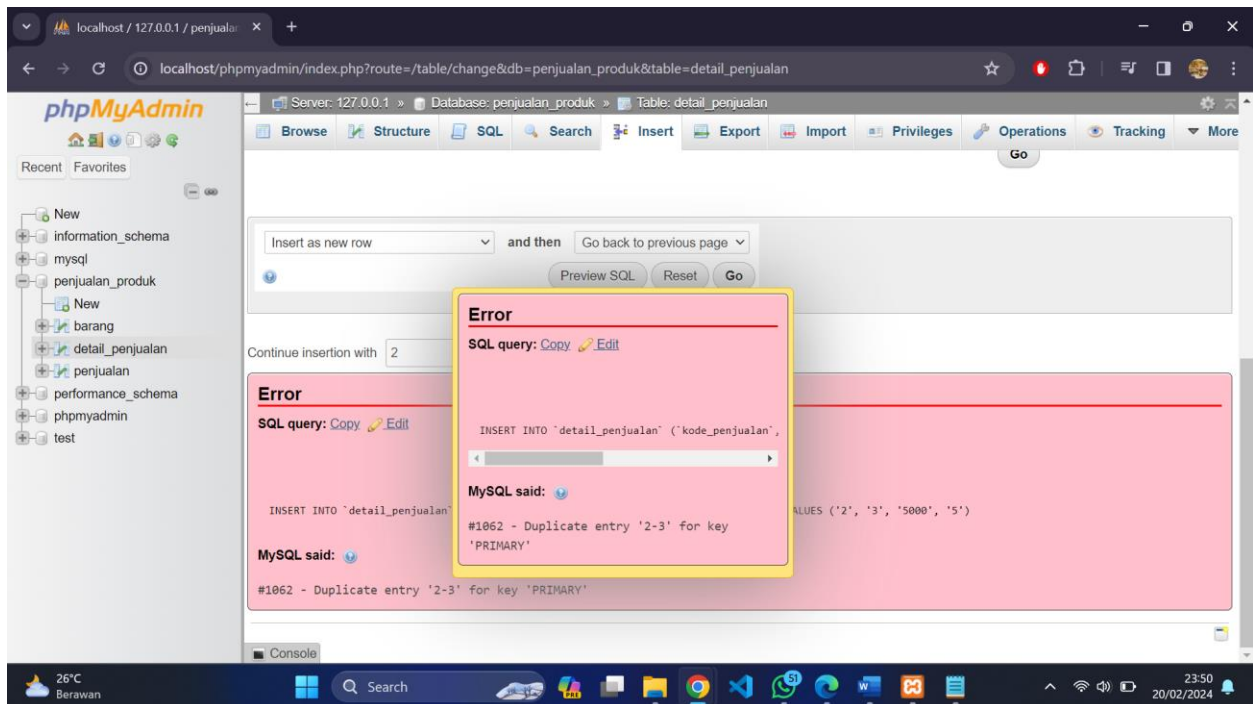 localhost / 127.0.0.1 / penjualan
localhost/phpmyadmin/index.php?route=/table/change&db=penjualan_produk&table=detail_penjualan
phpMyAdmin
Recent Favorites
New
information_schema
mysql
penjualan_produk
New
barang
detail_penjualan
penjualan
performance_schema
phpmyadmin
test
Server: 127.0.0.1 » Database: penjualan_produk » Table: detail_penjualan
Browse Structure SQL Search Insert Export Import Privileges Operations Tracking More
Go
Insert as new row and then Go back to previous page
Preview SQL Reset Go
Continue insertion with 2
Error
SQL query: Copy Edit
INSERT INTO `detail_penjualan`
ALUES ('2', '3', '5000', '5')
MySQL said:
#1062 - Duplicate entry '2-3' for key 'PRIMARY'
Error
SQL query: Copy Edit
INSERT INTO `detail_penjualan` (`kode_penjualan`,
MySQL said:
#1062 - Duplicate entry '2-3' for key
'PRIMARY'
Console
26°C
Berawan
Search
PRE
51
23:50
20/02/2024